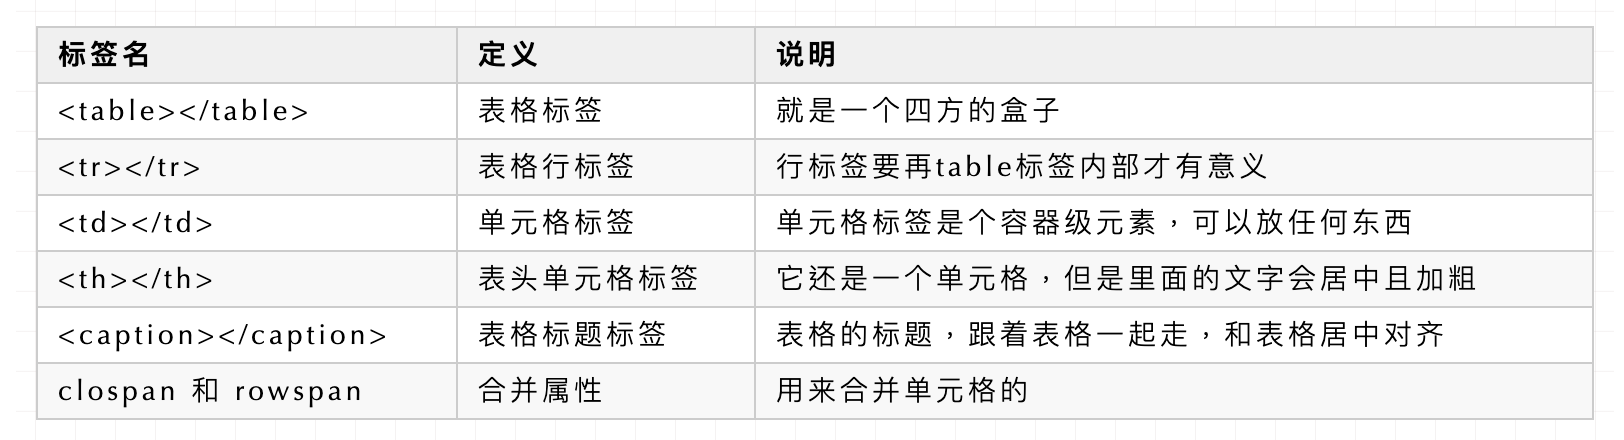 标签名 定义 说明
<table></table> 表格标签 就是一个四方的盒子
<tr></tr> 表格行标签 行标签要再table标签内部才有意义
<td></td> 单元格标签 单元格标签是个容器级元素，可以放任何东西
<th></th> 表头单元格标签 它还是一个单元格，但是里面的文字会居中且加粗
<caption></caption> 表格标题标签 表格的标题，跟着表格一起走，和表格居中对齐
clospan 和 rowspan 合并属性 用来合并单元格的